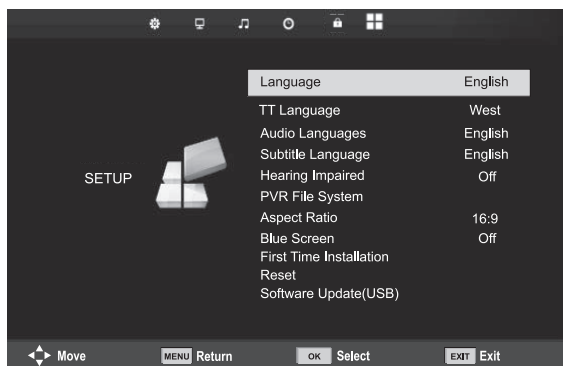 Language English
TT Language West
Audio Languages English
Subtitle Language English
SETUP
Hearing Impaired Off
PVR File System
Aspect Ratio 16:9
Blue Screen Off
First Time Installation
Reset
Software Update(USB)
Move MENU Return OK Select EXIT Exit